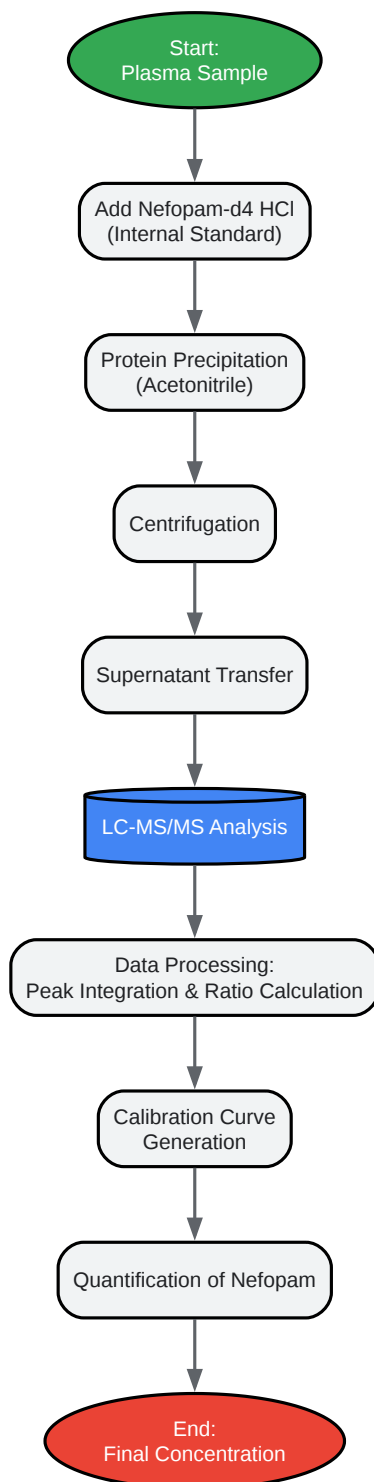 Start:
Plasma Sample
Add Nefopam-d4 HCl
(Internal Standard)
Protein Precipitation
(Acetonitrile)
Centrifugation
Supernatant Transfer
LC-MS/MS Analysis
Data Processing:
Peak Integration & Ratio Calculation
Calibration Curve
Generation
Quantification of Nefopam
End:
Final Concentration